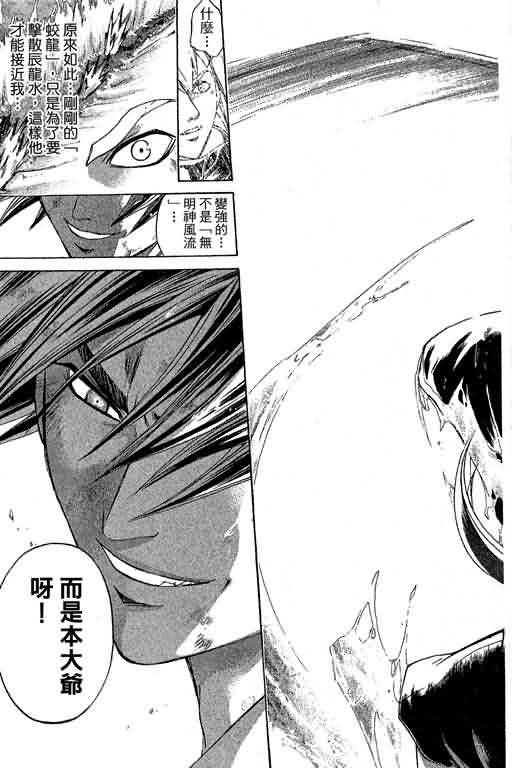 什麼…
原來如此…剛剛的「
蛟龍」，只是為了要
擊散辰龍水，這樣他
才能接近我…
變強的…
不是「無
明神風流
」…
而是本大爺
呀！